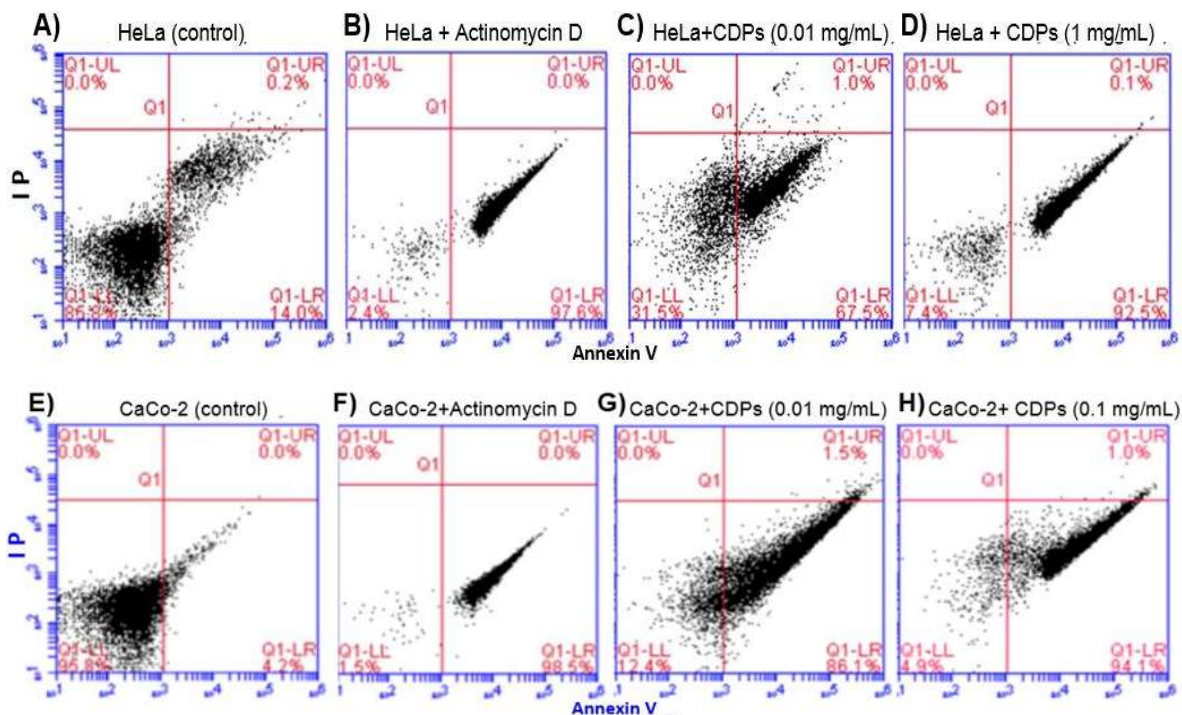 A) HeLa (control)
B) HeLa + Actinomycin D
C) HeLa+CDPs (0.01 mg/mL)
D) HeLa + CDPs (1 mg/mL)
Q1-UL Q1-UR
0.0% 0.2%
Q1
Q1-LL Q1-LR
85.8% 14.0%
Q1-UL Q1-UR
0.0% 0.0%
Q1
Q1-LL Q1-LR
2.4% 97.6%
Q1-UL Q1-UR
0.0% 1.0%
Q1
Q1-LL Q1-LR
31.5% 67.5%
Q1-UL Q1-UR
0.0% 0.1%
Q1
Q1-LL Q1-LR
7.4% 92.5%
I P
Annexin V
E) CaCo-2 (control)
F) CaCo-2+Actinomycin D
G) CaCo-2+CDPs (0.01 mg/mL)
H) CaCo-2+ CDPs (0.1 mg/mL)
Q1-UL Q1-UR
0.0% 0.0%
Q1
Q1-LL Q1-LR
95.8% 4.2%
Q1-UL Q1-UR
0.0% 0.0%
Q1
Q1-LL Q1-LR
1.5% 98.5%
Q1-UL Q1-UR
0.0% 1.5%
Q1
Q1-LL Q1-LR
12.4% 86.1%
Q1-UL Q1-UR
0.0% 1.0%
Q1
Q1-LL Q1-LR
4.9% 94.1%
I P
Annexin V